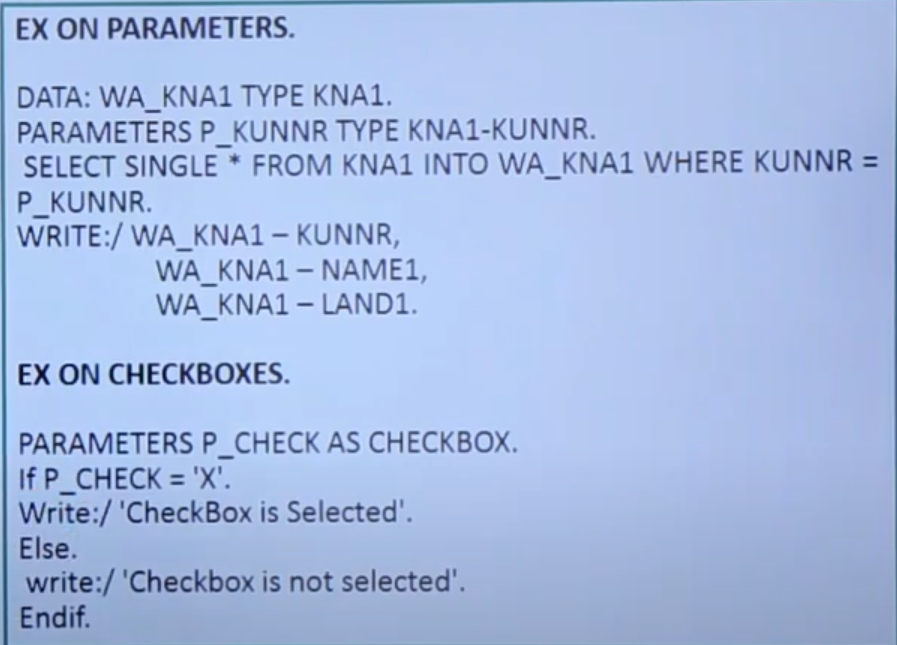 EX ON PARAMETERS.
DATA: WA_KNA1 TYPE KNA1.
PARAMETERS P_KUNNR TYPE KNA1-KUNNR.
SELECT SINGLE * FROM KNA1 INTO WA_KNA1 WHERE KUNNR =
P_KUNNR.
WRITE:/ WA_KNA1 – KUNNR,
WA_KNA1 – NAME1,
WA_KNA1 – LAND1.
EX ON CHECKBOXES.
PARAMETERS P_CHECK AS CHECKBOX.
If P_CHECK = 'X'.
Write:/ 'CheckBox is Selected'.
Else.
write:/ 'Checkbox is not selected'.
Endif.